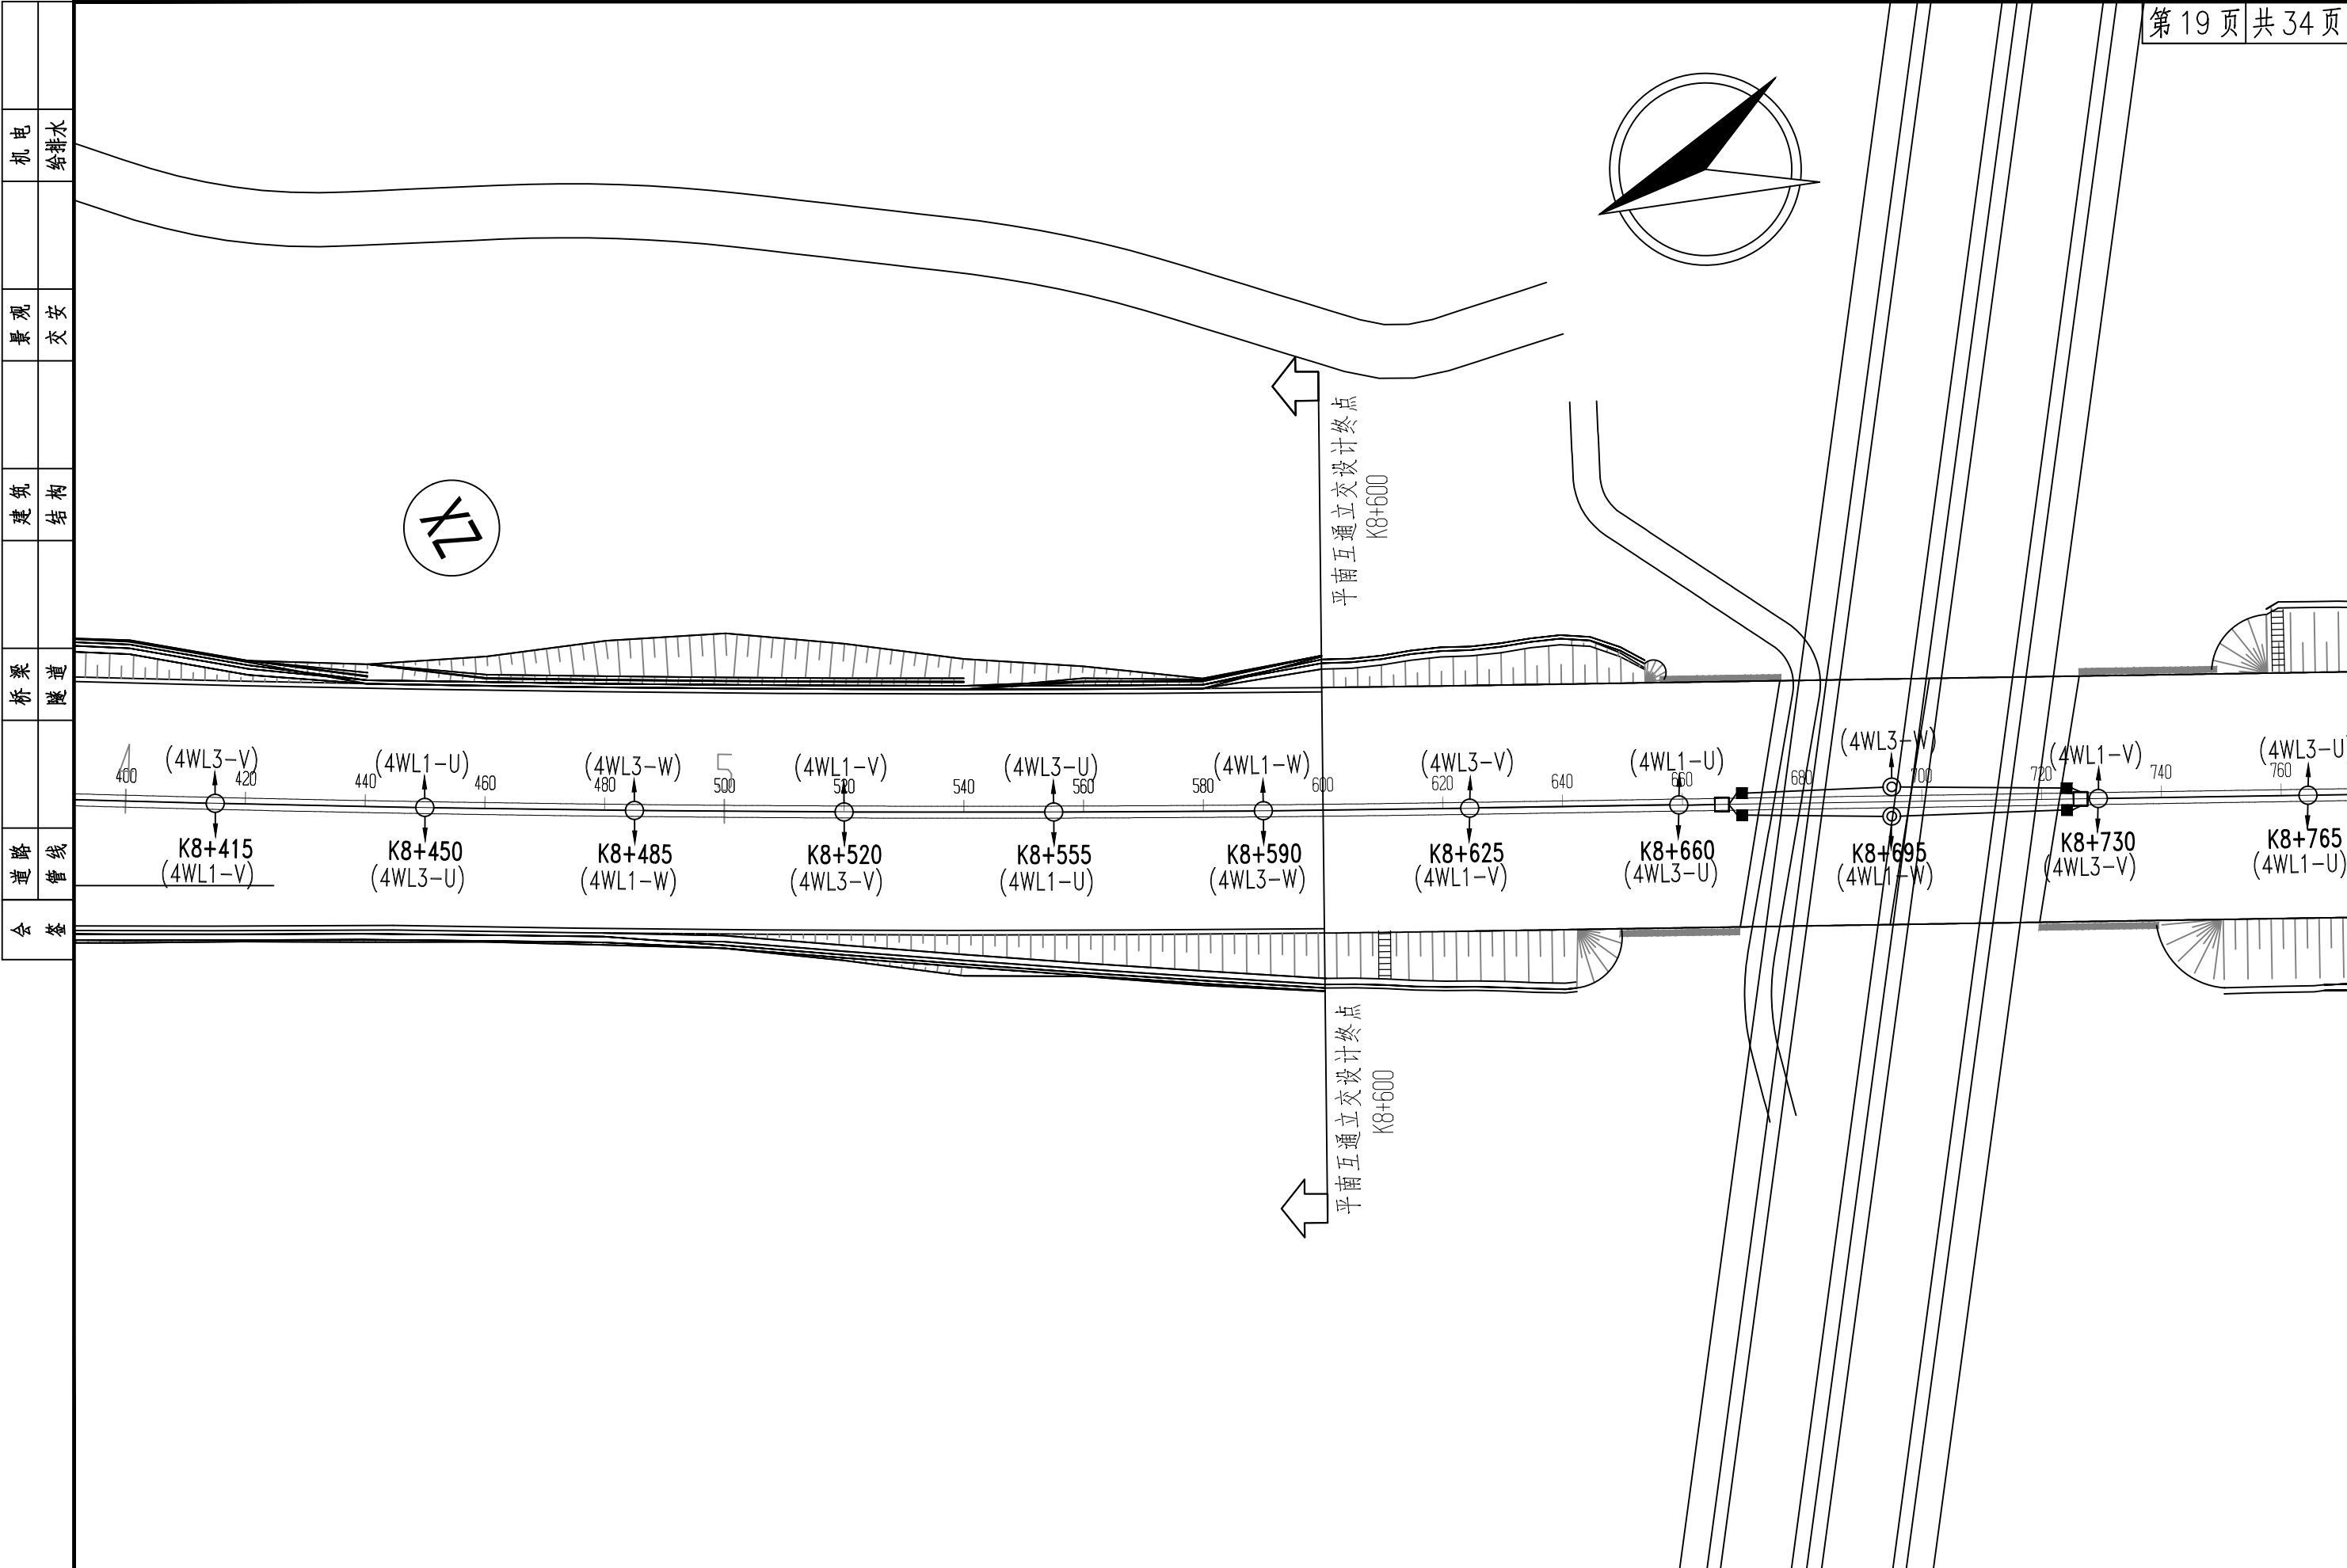 第 19 页 共 34 页
机 电
给排水
景 观
交 安
建 筑
结 构
桥 梁
隧 道
道 路
管 线
会 签
XZ
平南互通立交设计终点
K8+600
(4WL3-V) (4WL1-U) (4WL3-W) (4WL1-V) (4WL3-U) (4WL1-W) (4WL3-V) (4WL1-U) (4WL3-W) (4WL1-V) (4WL3-U
4 5
400 420 440 460 480 500 520 540 560 580 600 620 640 660 680 700 720 740 760
K8+415 K8+450 K8+485 K8+520 K8+555 K8+590 K8+625 K8+660 K8+695 K8+730 K8+765
(4WL1-V) (4WL3-U) (4WL1-W) (4WL3-V) (4WL1-U) (4WL3-W) (4WL1-V) (4WL3-U) (4WL1-W) (4WL3-V) (4WL1-U)
平南互通立交设计终点
K8+600